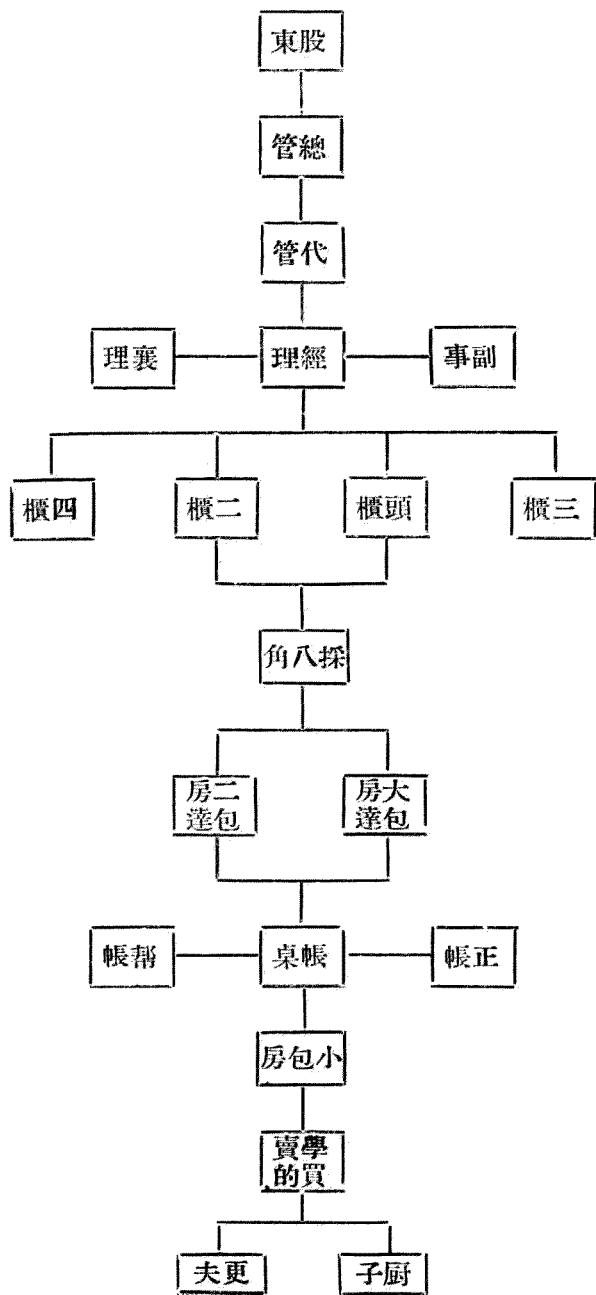 股東
總管
代管
副事
經理
襄理
三櫃
頭櫃
二櫃
四櫃
採八角
大房
包達
二房
包達
正帳
帳桌
帮帳
小包房
學賣
買的
厨子
更夫